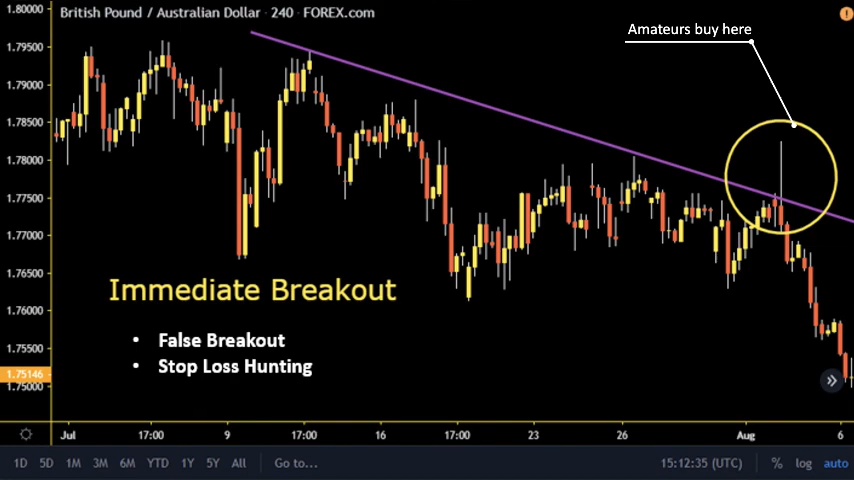 British Pound / Australian Dollar · 240 · FOREX.com
Amateurs buy here
1.80000
1.79500
1.79000
1.78500
1.78000
1.77500
1.77000
1.76500
1.76000
1.75500
1.75146
1.75000
Immediate Breakout
• False Breakout
• Stop Loss Hunting
Jul 17:00 9 17:00 16 17:00 23 26 Aug 6
1D 5D 1M 3M 6M YTD 1Y 5Y All Go to... 15:12:35 (UTC) % log auto